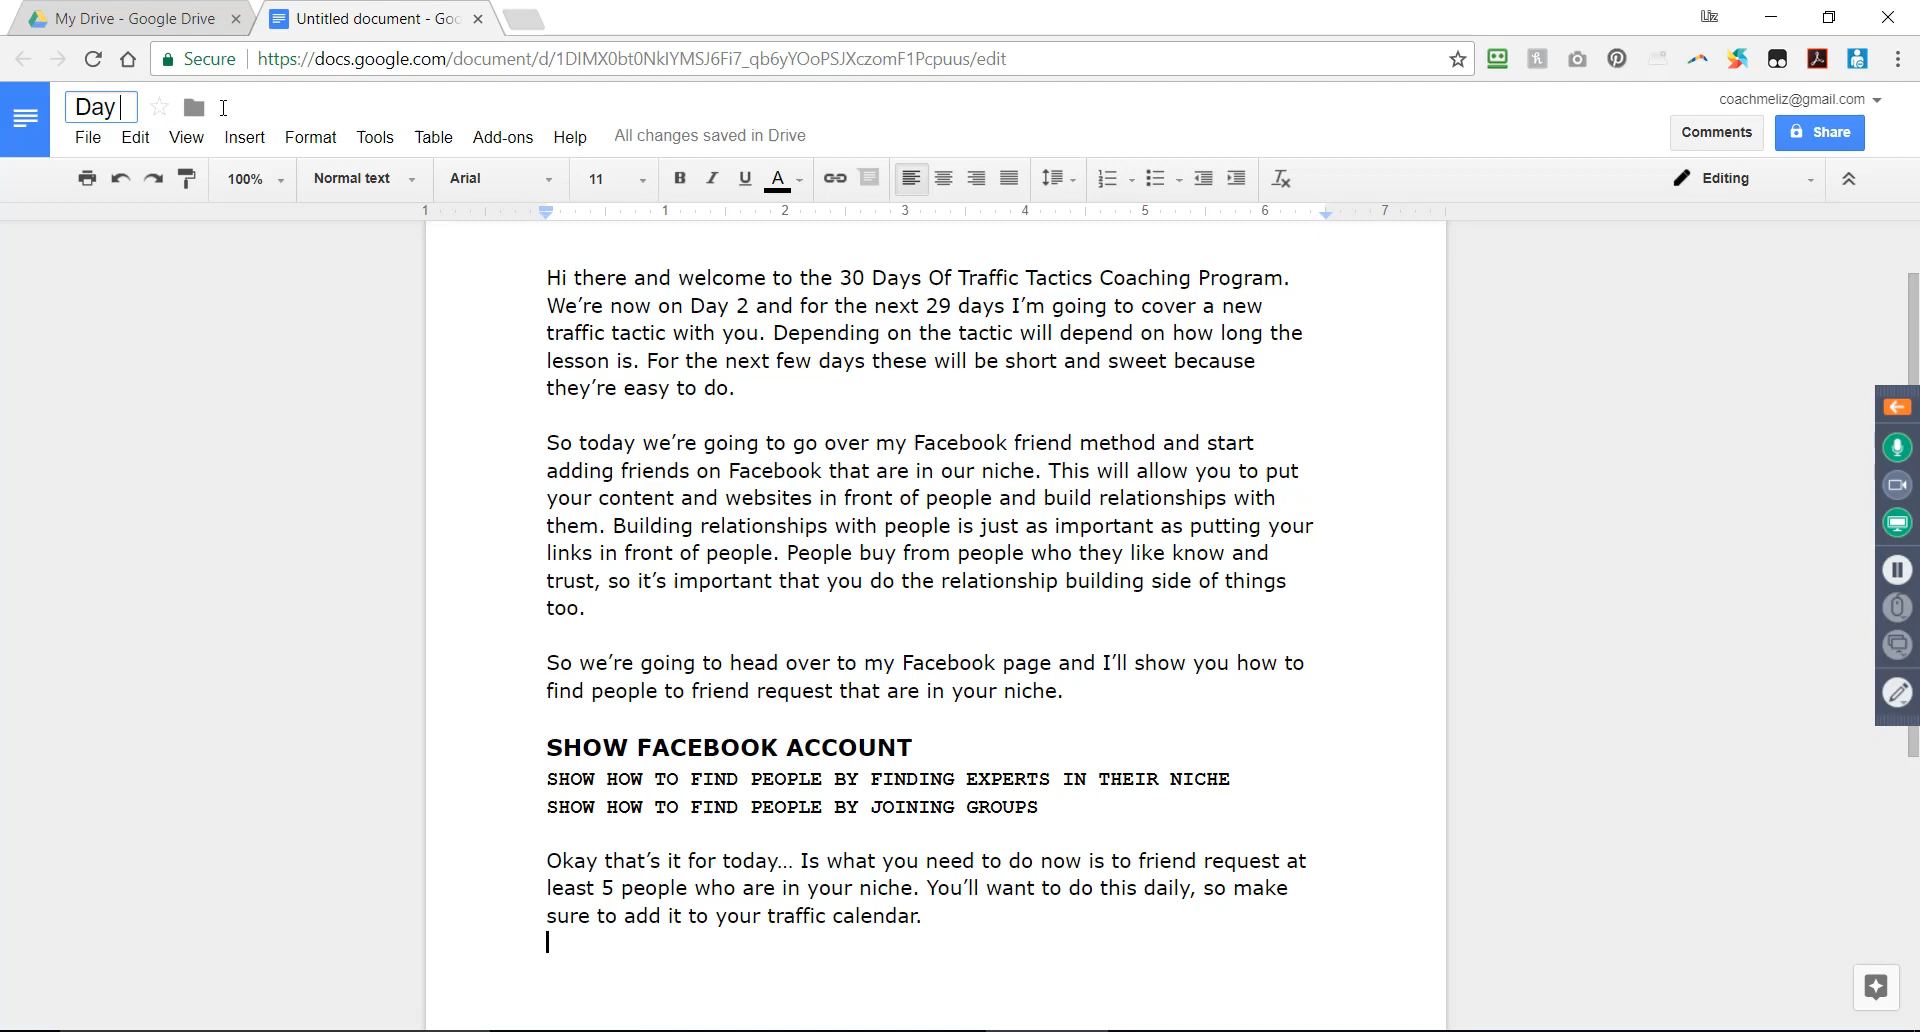 My Drive - Google Drive
Untitled document - Goo
Liz
Secure
https://docs.google.com/document/d/1DIMX0bt0NkIYMSJ6Fi7_qb6yYOoPSJXczomF1Pcpuus/edit
Day
coachmeliz@gmail.com
File Edit View Insert Format Tools Table Add-ons Help All changes saved in Drive
Comments Share
100% Normal text Arial 11 B I U A Editing
1 1 2 3 4 5 6 7
Hi there and welcome to the 30 Days Of Traffic Tactics Coaching Program.
We’re now on Day 2 and for the next 29 days I’m going to cover a new
traffic tactic with you. Depending on the tactic will depend on how long the
lesson is. For the next few days these will be short and sweet because
they’re easy to do.
So today we’re going to go over my Facebook friend method and start
adding friends on Facebook that are in our niche. This will allow you to put
your content and websites in front of people and build relationships with
them. Building relationships with people is just as important as putting your
links in front of people. People buy from people who they like know and
trust, so it’s important that you do the relationship building side of things
too.
So we’re going to head over to my Facebook page and I’ll show you how to
find people to friend request that are in your niche.
SHOW FACEBOOK ACCOUNT
SHOW HOW TO FIND PEOPLE BY FINDING EXPERTS IN THEIR NICHE
SHOW HOW TO FIND PEOPLE BY JOINING GROUPS
Okay that’s it for today… Is what you need to do now is to friend request at
least 5 people who are in your niche. You’ll want to do this daily, so make
sure to add it to your traffic calendar.